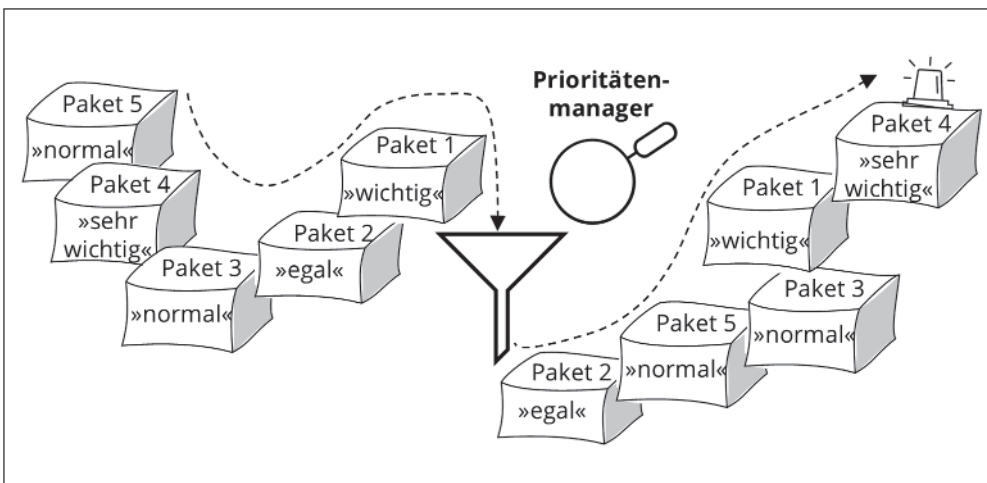 Paket 5
»normal«
Paket 4
»sehr
wichtig«
Paket 3
»normal«
Paket 2
»egal«
Paket 1
»wichtig«
Prioritäten-
manager
Paket 2
»egal«
Paket 5
»normal«
Paket 3
»normal«
Paket 1
»wichtig«
Paket 4
»sehr
wichtig«